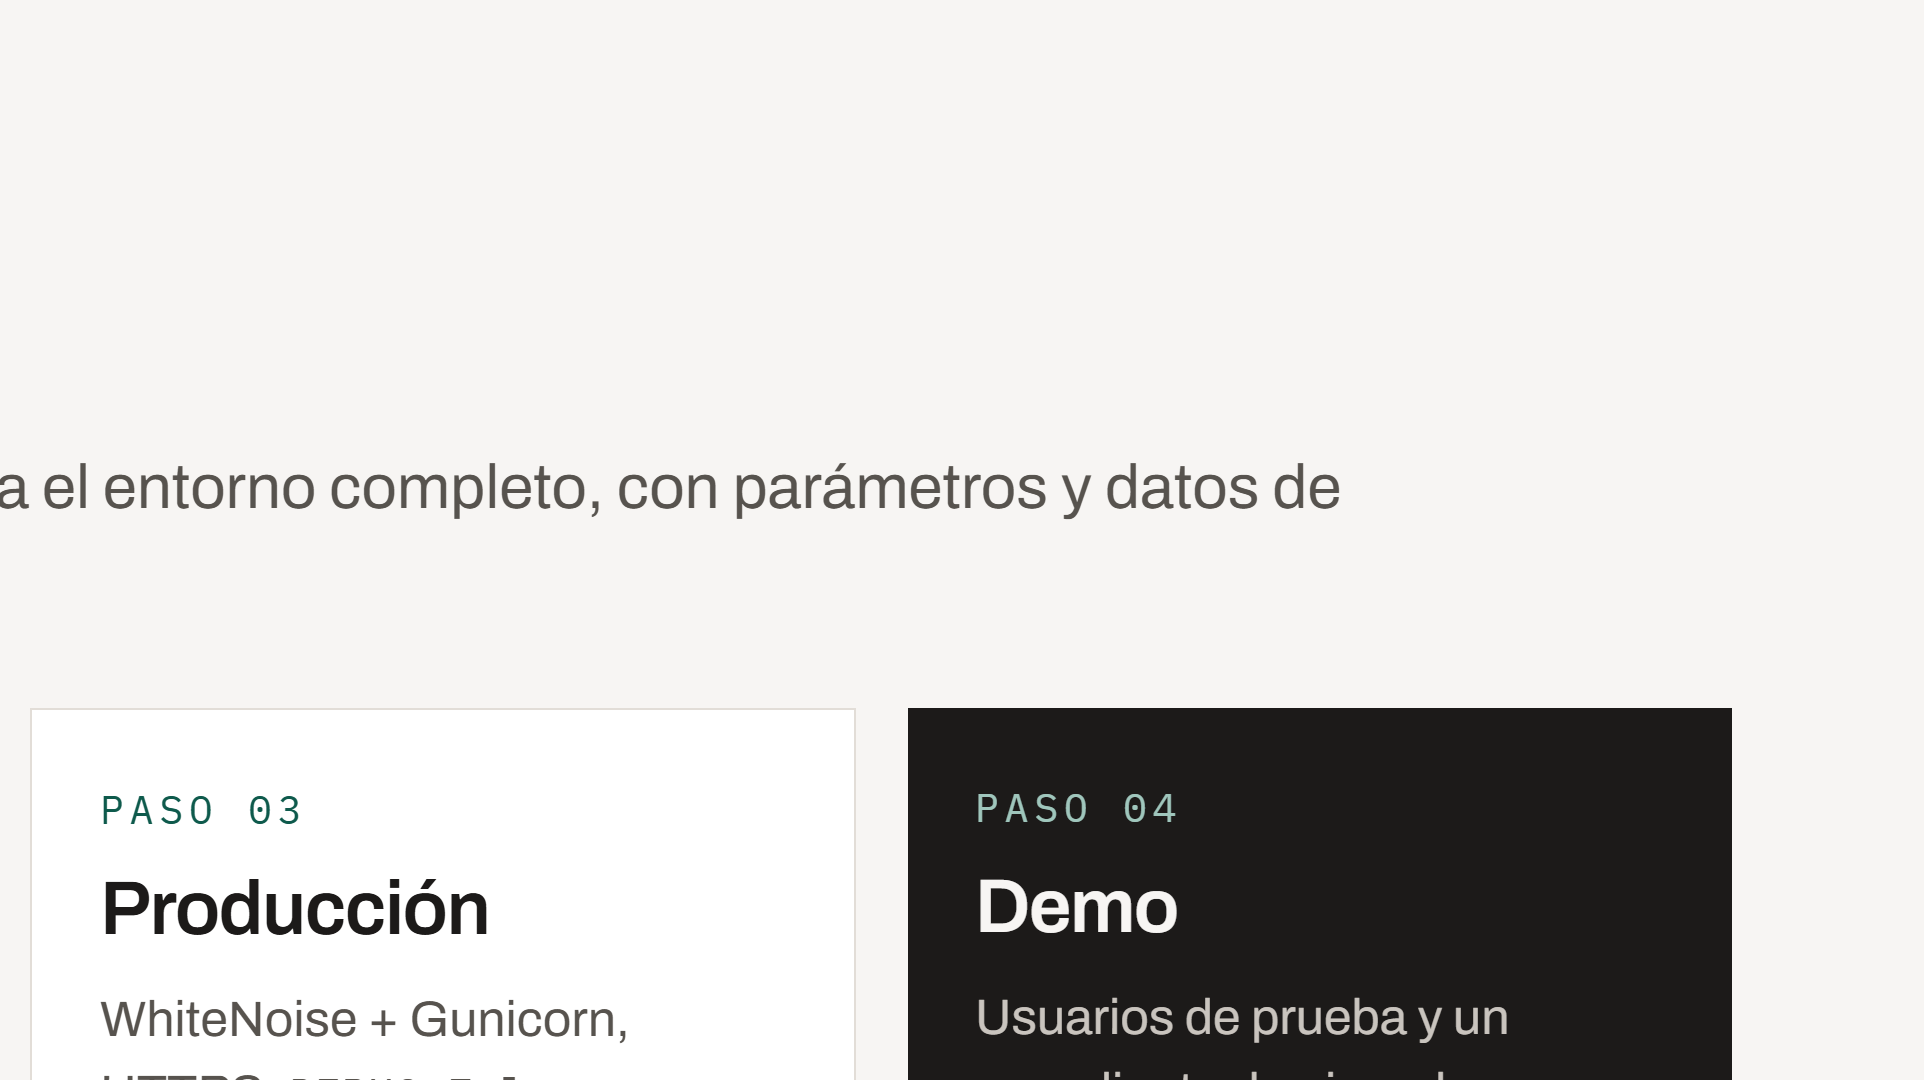 a el entorno completo, con parámetros y datos de
PASO 03
Producción
WhiteNoise + Gunicorn,
PASO 04
Demo
Usuarios de prueba y un